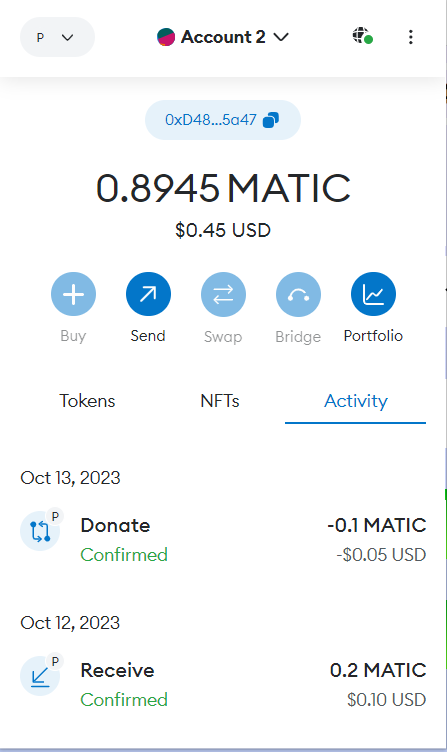 P
Account 2
0xD48...5a47
0.8945 MATIC
$0.45 USD
Buy
Send
Swap
Bridge
Portfolio
Tokens
NFTs
Activity
Oct 13, 2023
P
Donate
-0.1 MATIC
Confirmed
-$0.05 USD
Oct 12, 2023
P
Receive
0.2 MATIC
Confirmed
$0.10 USD